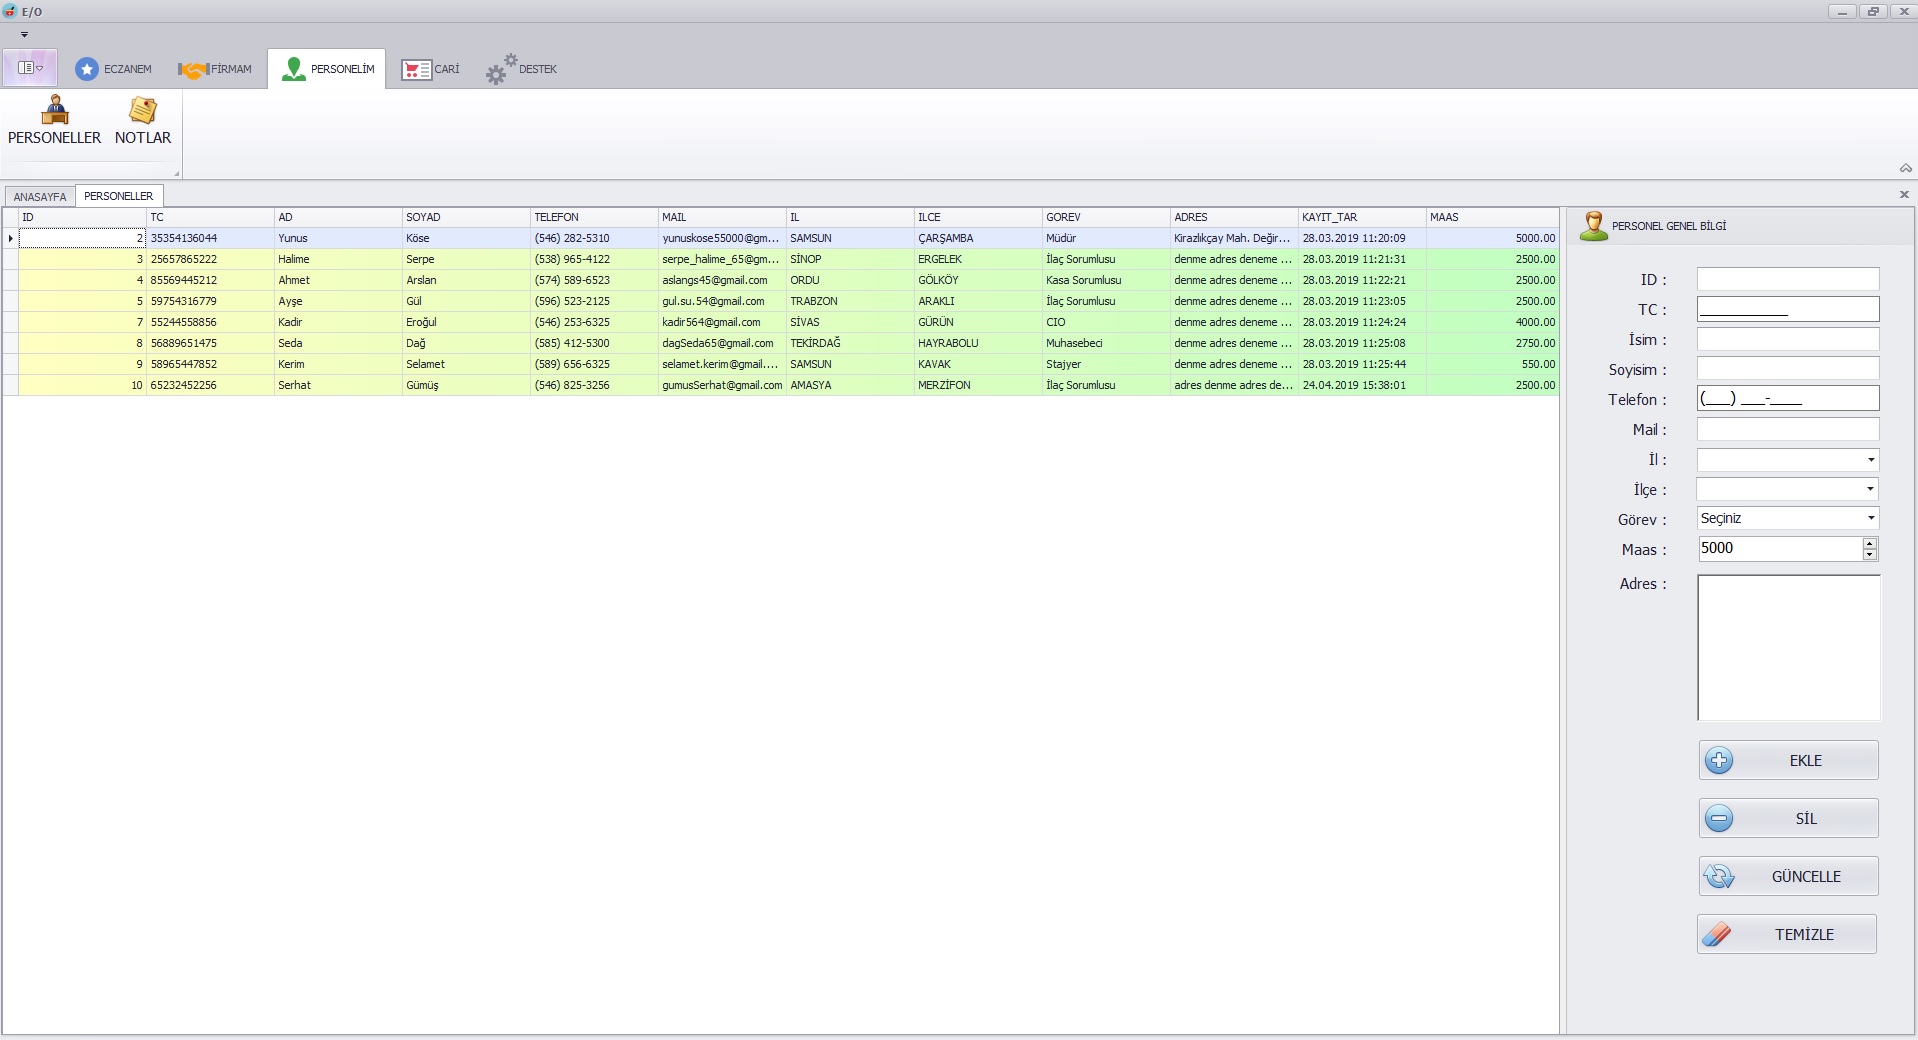 E/O
ECZANEM FİRMAM PERSONELİM CARİ DESTEK
PERSONELLER NOTLAR
ANASAYFA PERSONELLER
ID TC AD SOYAD TELEFON MAIL IL ILCE GOREV ADRES KAYIT_TAR MAAS
2 35354136044 Yunus Köse (546) 282-5310 yunuskose55000@gm... SAMSUN ÇARŞAMBA Müdür Kirazlıkçay Mah. Değir... 28.03.2019 11:20:09 5000.00
3 25657865222 Halime Serpe (538) 965-4122 serpe_halime_65@gm... SİNOP ERGELEK İlaç Sorumlusu denme adres deneme ... 28.03.2019 11:21:31 2500.00
4 85569445212 Ahmet Arslan (574) 589-6523 aslangs45@gmail.com ORDU GÖLKÖY Kasa Sorumlusu denme adres deneme ... 28.03.2019 11:22:21 2500.00
5 59754316779 Ayşe Gül (596) 523-2125 gul.su.54@gmail.com TRABZON ARAKLI İlaç Sorumlusu denme adres deneme ... 28.03.2019 11:23:05 2500.00
7 55244558856 Kadir Eroğul (546) 253-6325 kadir564@gmail.com SİVAS GÜRÜN CIO denme adres deneme ... 28.03.2019 11:24:24 4000.00
8 56889651475 Seda Dağ (585) 412-5300 dagSeda65@gmail.com TEKİRDAĞ HAYRABOLU Muhasebeci denme adres deneme ... 28.03.2019 11:25:08 2750.00
9 58965447852 Kerim Selamet (589) 656-6325 selamet.kerim@gmail.... SAMSUN KAVAK Stajyer denme adres deneme ... 28.03.2019 11:25:44 550.00
10 65232452256 Serhat Gümüş (546) 825-3256 gumusSerhat@gmail.com AMASYA MERZİFON İlaç Sorumlusu adres denme adres de... 24.04.2019 15:38:01 2500.00
PERSONEL GENEL BİLGİ
ID :
TC : ___________
İsim :
Soyisim :
Telefon : (___) ___-____
Mail :
İl :
İlçe :
Görev : Seçiniz
Maas : 5000
Adres :
EKLE
SİL
GÜNCELLE
TEMİZLE